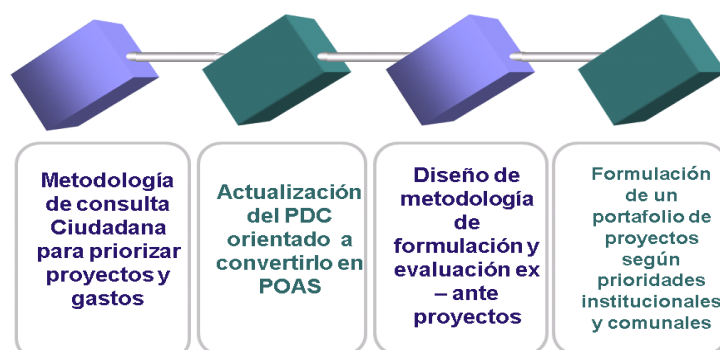 Metodología
de consulta
Ciudadana
para priorizar
proyectos y
gastos
Actualización
del PDC
orientado a
convertirlo en
POAS
Diseño de
metodología
de
formulación y
evaluación ex
– ante
proyectos
Formulación
de un
portafolio de
proyectos
según
prioridades
institucionales
y comunales